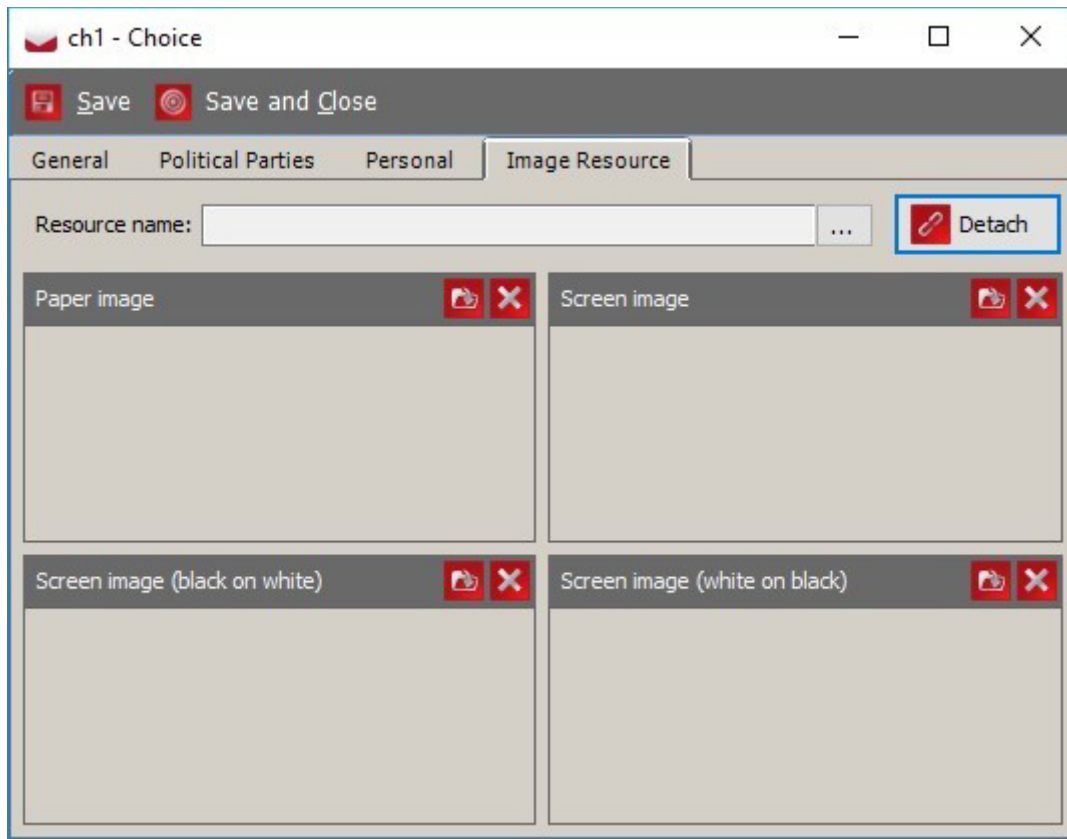 ch1 - Choice
Save Save and Close
General Political Parties Personal Image Resource
Resource name: ... Detach
Paper image
Screen image
Screen image (black on white)
Screen image (white on black)